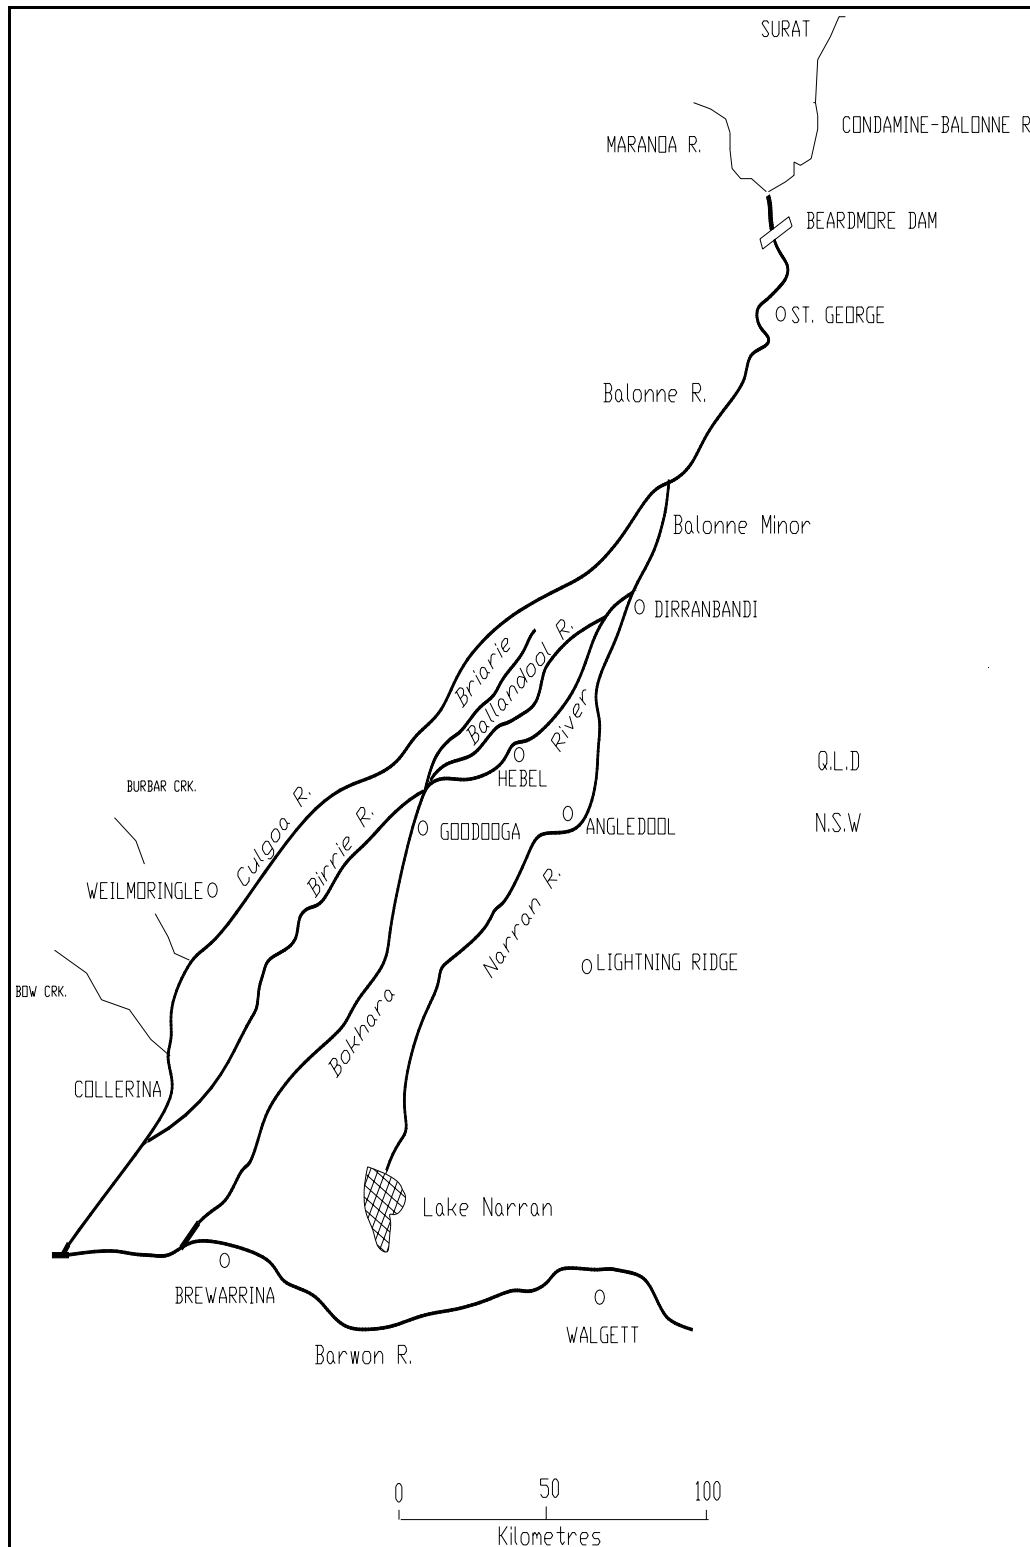 SURAT
CONDAMINE-BALONNE R
MARANOA R.
BEARDMORE DAM
ST. GEORGE
Balonne R.
Balonne Minor
DIRRANBANDI
Briarie
Ballandool R.
River
HEBEL
Q.L.D
N.S.W
BURBAR CRK.
Culgoa R.
Birrie R.
GOODOOGA
ANGLEDOOL
WEILMORINGLE
Narran R.
LIGHTNING RIDGE
BOW CRK.
Bokhara
COLLERINA
Lake Narran
BREWARRINA
WALGETT
Barwon R.
0 50 100
Kilometres